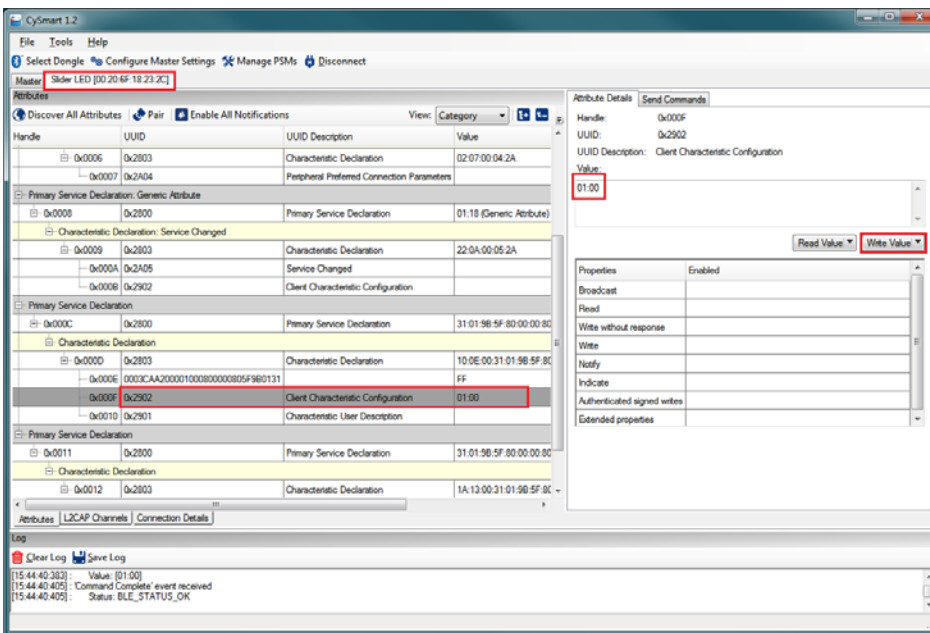 CySmart 1.2
File Tools Help
Select Dongle Configure Master Settings Manage PSMs Disconnect
Master Slider LED [00:20:6F:18:23:2C]
Attributes
Discover All Attributes Pair Enable All Notifications View: Category
Handle UUID UUID Description Value
0x0006 0x2803 Characteristic Declaration 02:07:00:04:2A
0x0007 0x2A04 Peripheral Preferred Connection Parameters
Primary Service Declaration: Generic Attribute
0x0008 0x2800 Primary Service Declaration 01:18 (Generic Attribute)
Characteristic Declaration: Service Changed
0x0009 0x2803 Characteristic Declaration 22:0A:00:05:2A
0x000A 0x2A05 Service Changed
0x000B 0x2902 Client Characteristic Configuration
Primary Service Declaration
0x000C 0x2800 Primary Service Declaration 31:01:9B:5F:80:00:00:80
Characteristic Declaration
0x000D 0x2803 Characteristic Declaration 10:0E:00:31:01:9B:5F:80
0x000E 0003CAA200001000800000805F9B0131 FF
0x000F 0x2902 Client Characteristic Configuration 01:00
0x0010 0x2901 Characteristic User Description
Primary Service Declaration
0x0011 0x2800 Primary Service Declaration 31:01:9B:5F:80:00:00:80
Characteristic Declaration
0x0012 0x2803 Characteristic Declaration 1A:13:00:31:01:9B:5F:80
Attributes L2CAP Channels Connection Details
Attribute Details Send Commands
Handle: 0x000F
UUID: 0x2902
UUID Description: Client Characteristic Configuration
Value:
01:00
Read Value Write Value
Properties Enabled
Broadcast
Read
Write without response
Write
Notify
Indicate
Authenticated signed writes
Extended properties
Log
Clear Log Save Log
[15:44:40:383] : Value: [01:00]
[15:44:40:405] : 'Command Complete' event received
[15:44:40:405] : Status: BLE_STATUS_OK